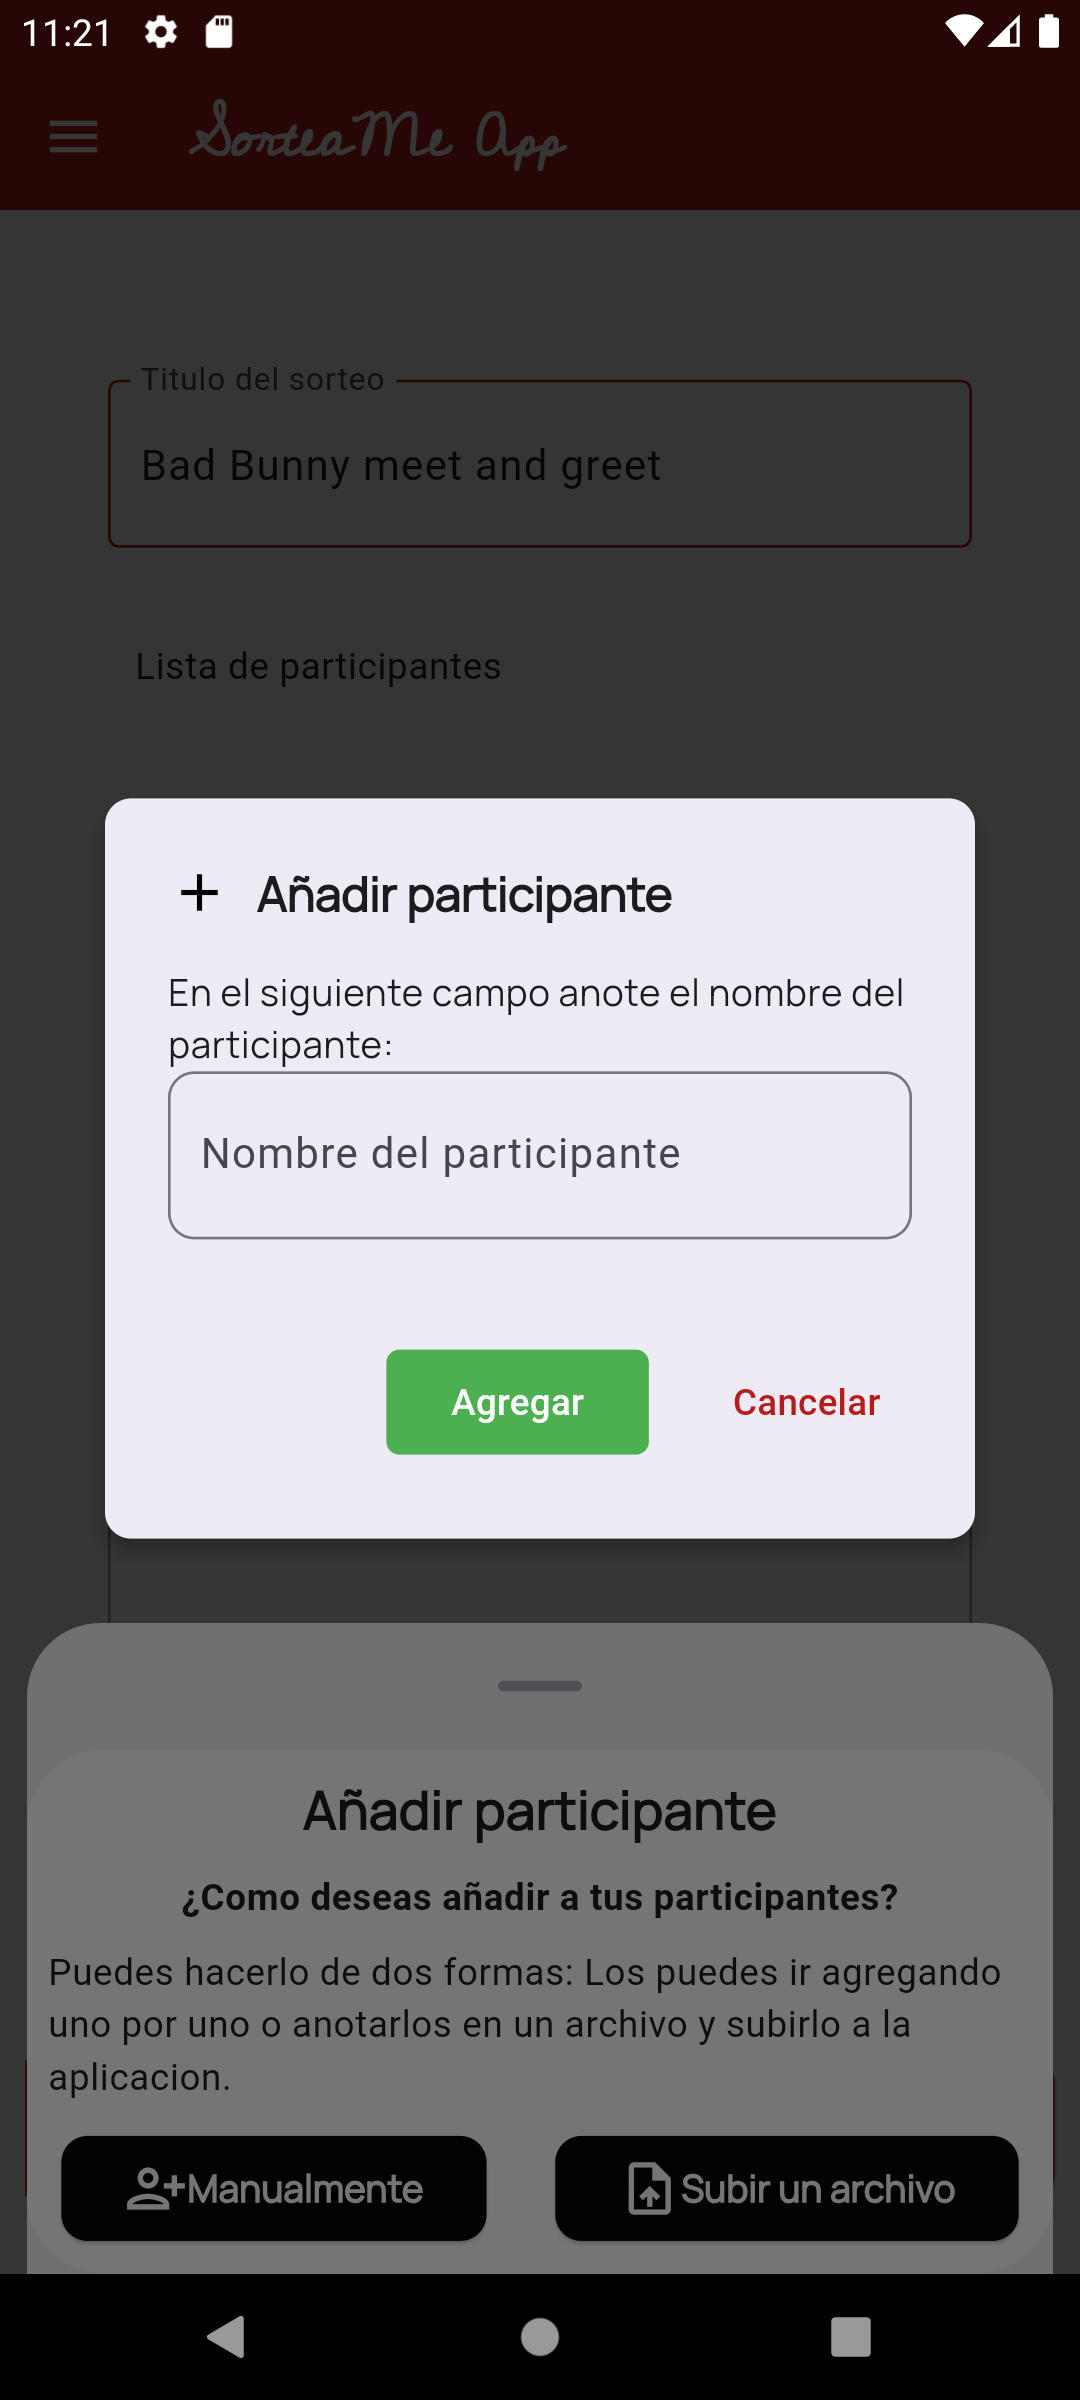 11:21
SorteaMe App
Titulo del sorteo
Bad Bunny meet and greet
Lista de participantes
Añadir participante
En el siguiente campo anote el nombre del
participante:
Nombre del participante
Agregar
Cancelar
Añadir participante
¿Como deseas añadir a tus participantes?
Puedes hacerlo de dos formas: Los puedes ir agregando
uno por uno o anotarlos en un archivo y subirlo a la
aplicacion.
Manualmente
Subir un archivo